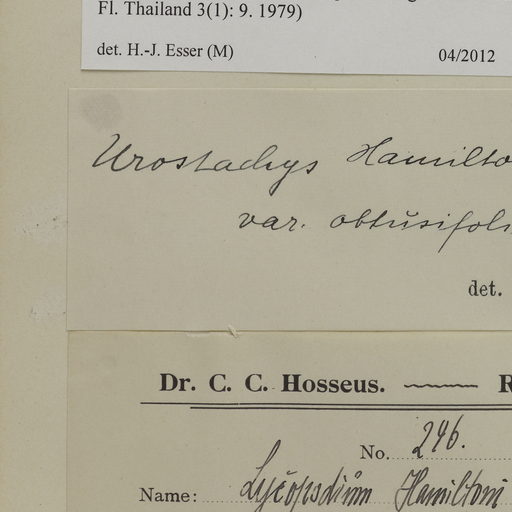 Fl. Thailand 3(1): 9. 1979)
det. H.-J. Esser (M) 04/2012
Urostachys Hamilto
var. obtusifoli
det.
Dr. C. C. Hosseus. R
No. 246.
Name: Lycopodium Hamiltoni